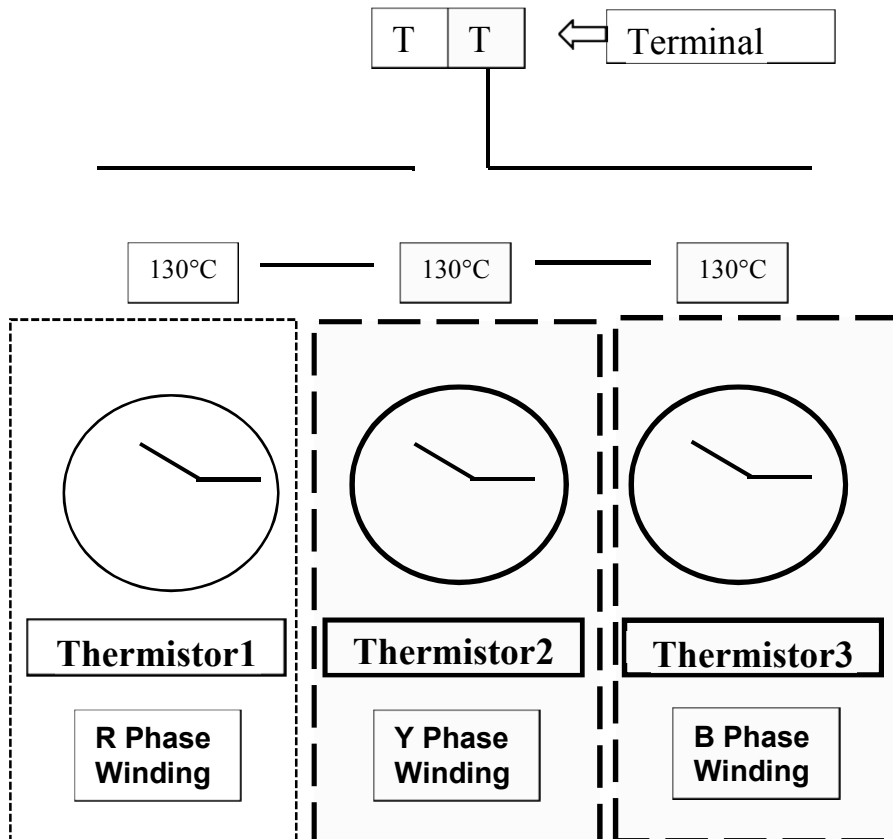 T T Terminal
130°C 130°C 130°C
Thermistor1 Thermistor2 Thermistor3
R Phase
Winding
Y Phase
Winding
B Phase
Winding